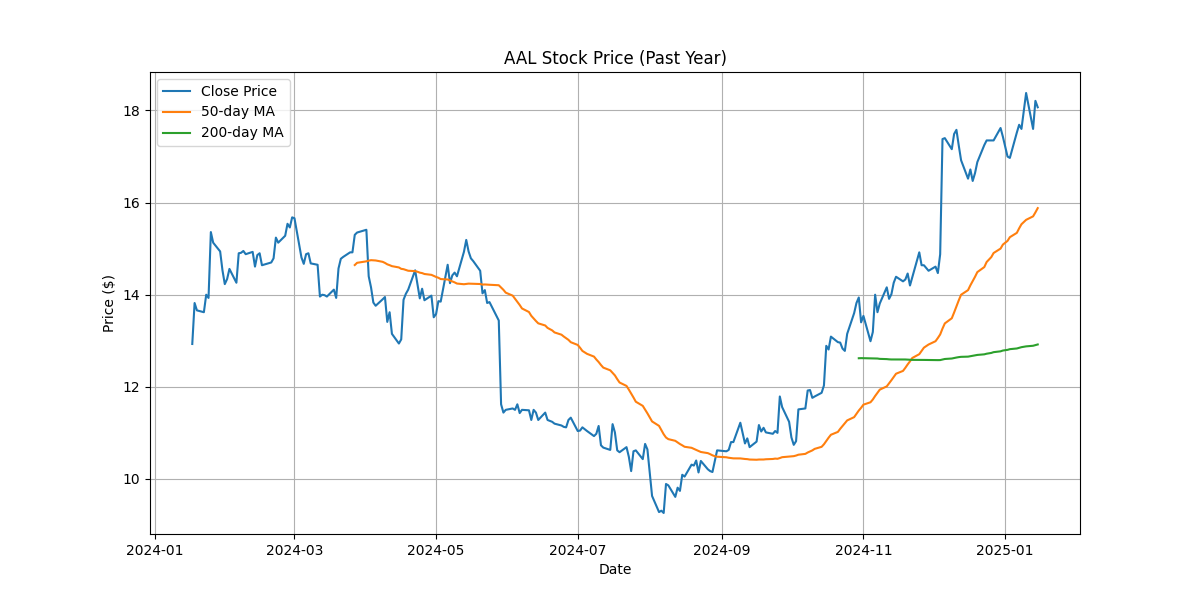 AAL Stock Price (Past Year)
Close Price
50-day MA
200-day MA
Price ($)
18
16
14
12
10
2024-01
2024-03
2024-05
2024-07
2024-09
2024-11
2025-01
Date